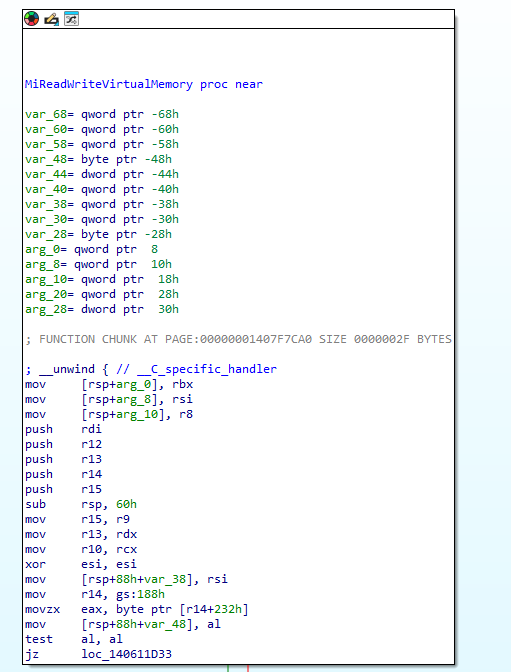 MiReadWriteVirtualMemory proc near
var_68= qword ptr -68h
var_60= qword ptr -60h
var_58= qword ptr -58h
var_48= byte ptr -48h
var_44= dword ptr -44h
var_40= qword ptr -40h
var_38= qword ptr -38h
var_30= qword ptr -30h
var_28= byte ptr -28h
arg_0= qword ptr  8
arg_8= qword ptr  10h
arg_10= qword ptr  18h
arg_20= qword ptr  28h
arg_28= dword ptr  30h
; FUNCTION CHUNK AT PAGE:00000001407F7CA0 SIZE 0000002F BYTES
; __unwind { // __C_specific_handler
mov     [rsp+arg_0], rbx
mov     [rsp+arg_8], rsi
mov     [rsp+arg_10], r8
push    rdi
push    r12
push    r13
push    r14
push    r15
sub     rsp, 60h
mov     r15, r9
mov     r13, rdx
mov     r10, rcx
xor     esi, esi
mov     [rsp+88h+var_38], rsi
mov     r14, gs:188h
movzx   eax, byte ptr [r14+232h]
mov     [rsp+88h+var_48], al
test    al, al
jz      loc_140611D33